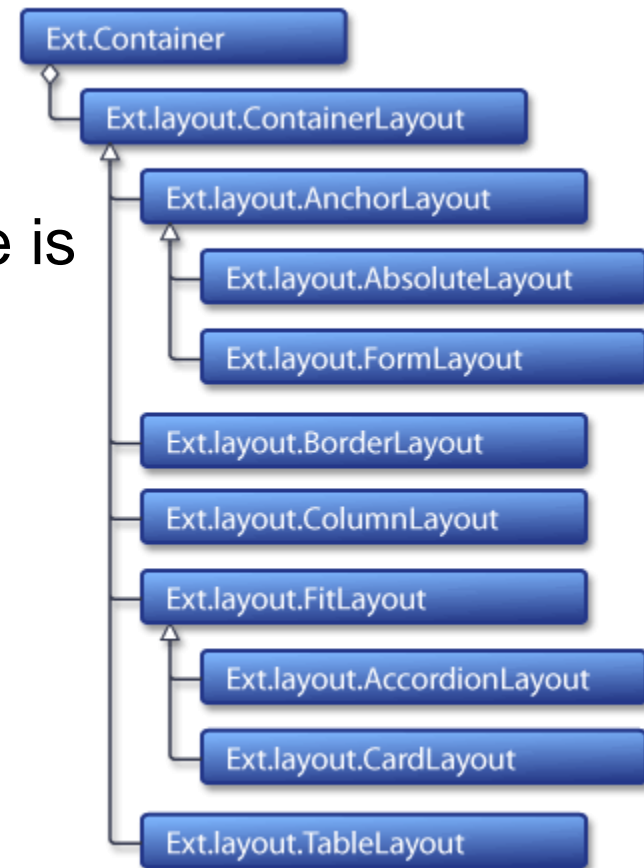 Ext.Container
Ext.layout.ContainerLayout
Ext.layout.AnchorLayout
e is
Ext.layout.AbsoluteLayout
Ext.layout.FormLayout
Ext.layout.BorderLayout
Ext.layout.ColumnLayout
Ext.layout.FitLayout
Ext.layout.AccordionLayout
Ext.layout.CardLayout
Ext.layout.TableLayout